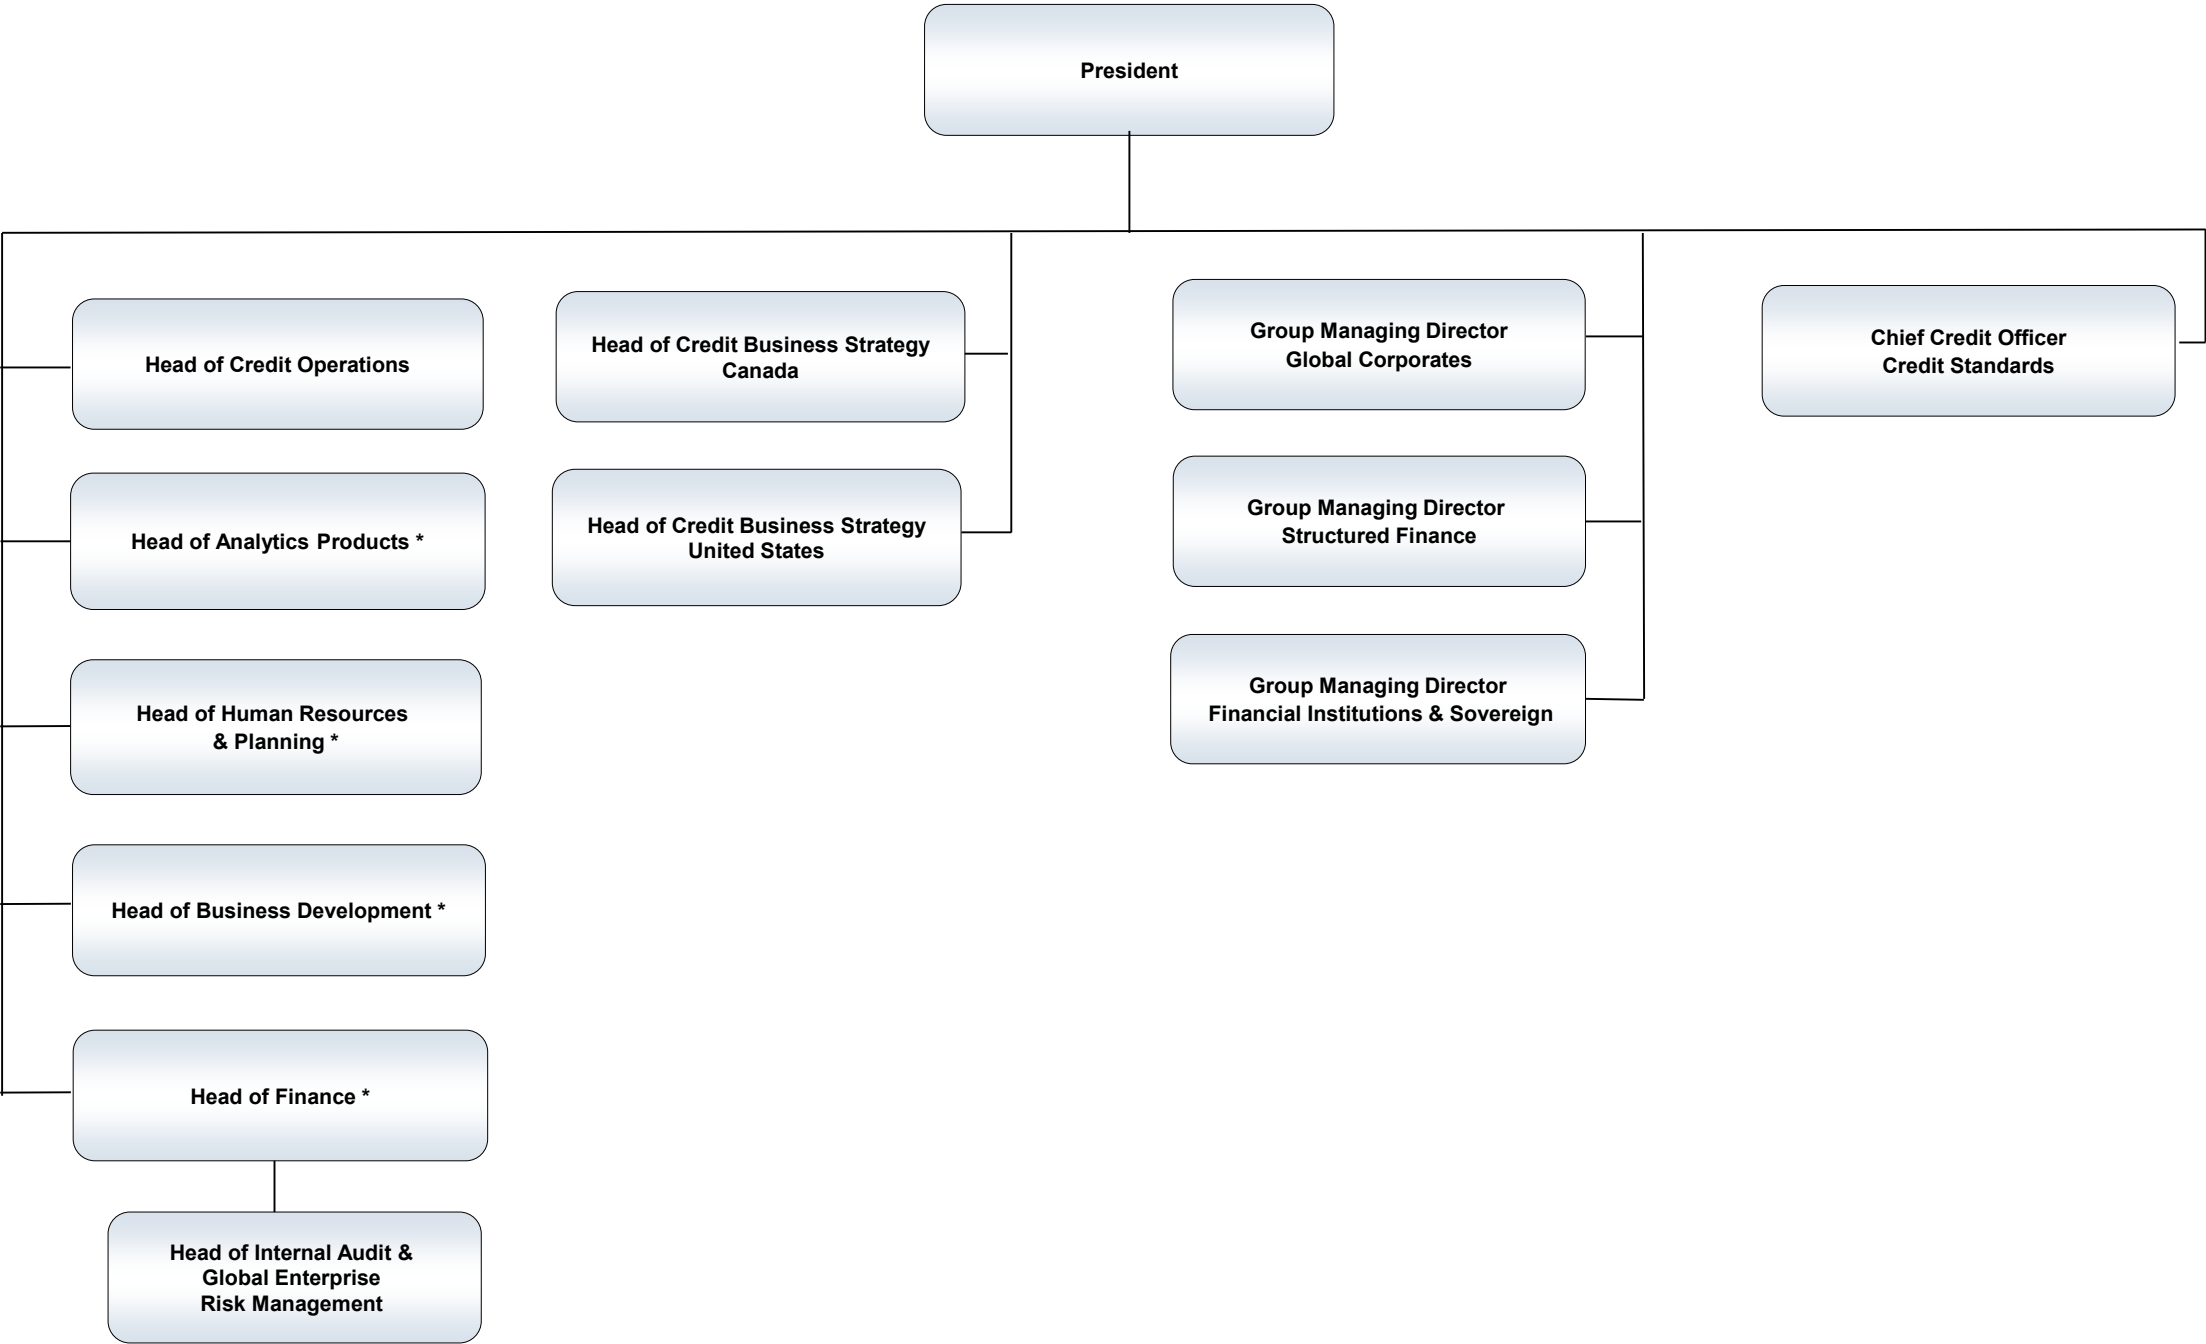 President
Head of Credit Operations
Head of Analytics Products *
Head of Human Resources
& Planning *
Head of Business Development *
Head of Finance *
Head of Internal Audit &
Global Enterprise
Risk Management
Head of Credit Business Strategy
Canada
Head of Credit Business Strategy
United States
Group Managing Director
Global Corporates
Group Managing Director
Structured Finance
Group Managing Director
Financial Institutions & Sovereign
Chief Credit Officer
Credit Standards